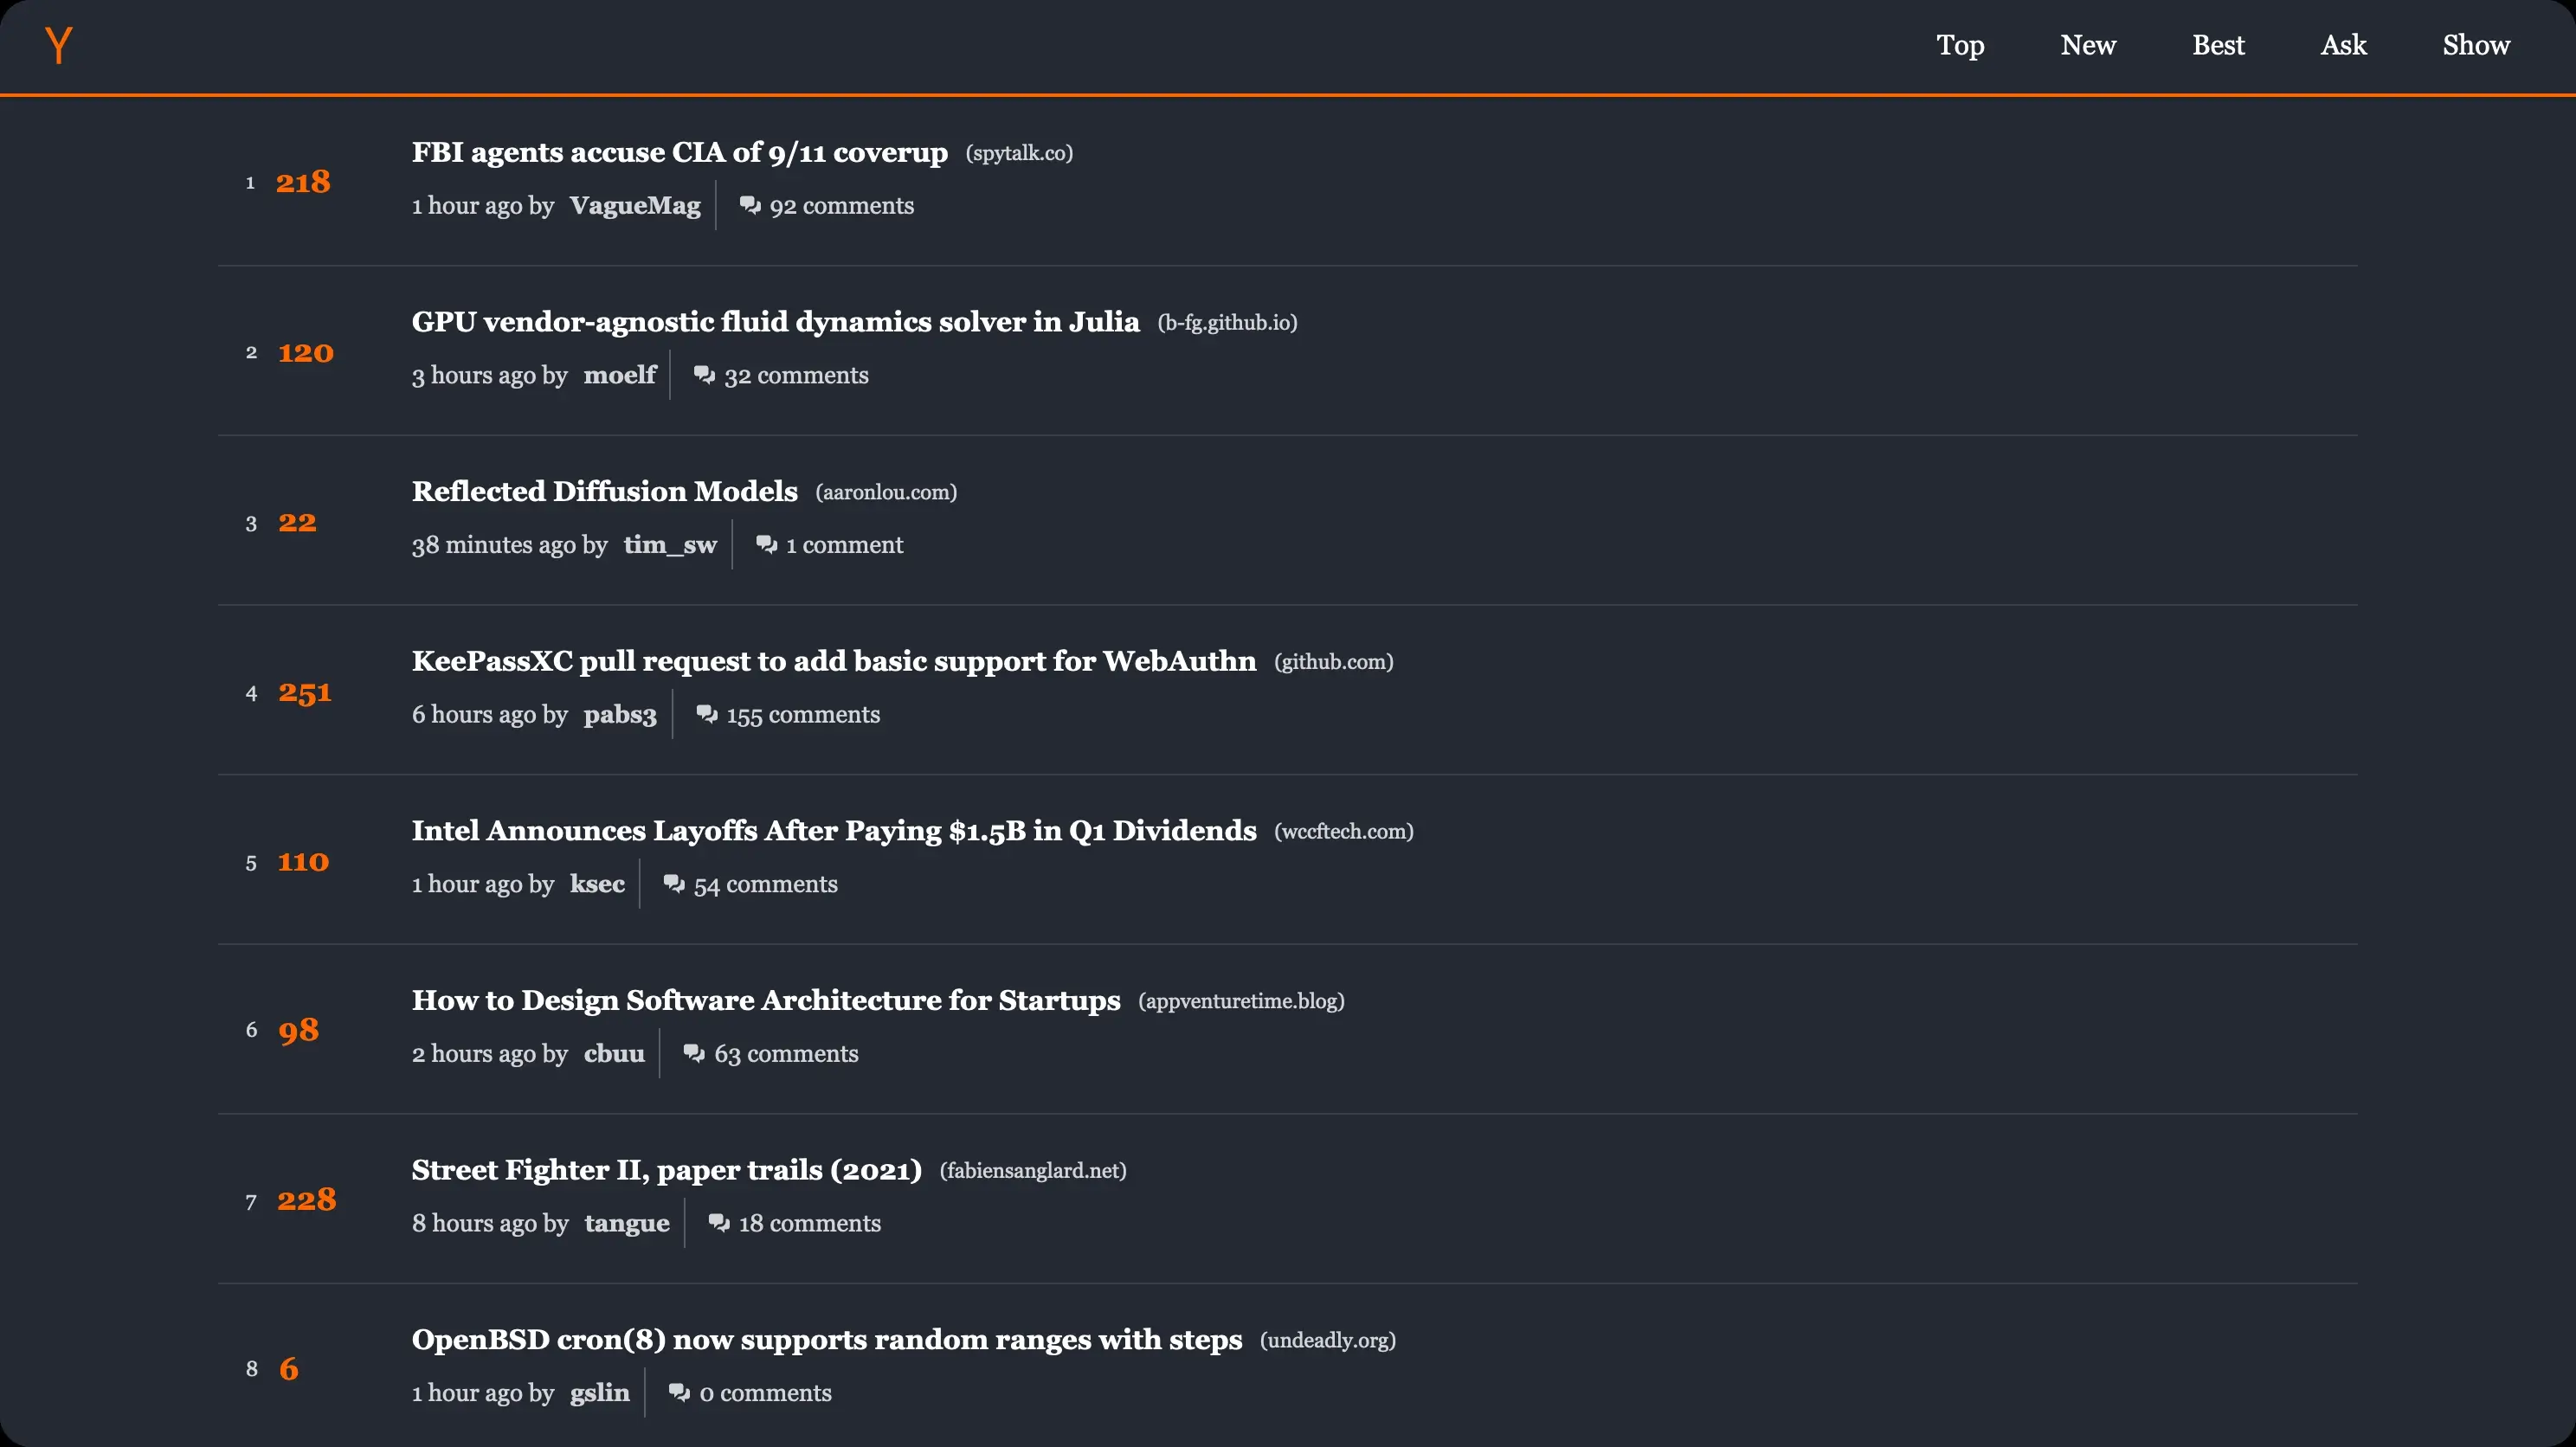 Y
Top New Best Ask Show
1 218 FBI agents accuse CIA of 9/11 coverup (spytalk.co)
1 hour ago by VagueMag 92 comments
2 120 GPU vendor-agnostic fluid dynamics solver in Julia (b-fg.github.io)
3 hours ago by moelf 32 comments
3 22 Reflected Diffusion Models (aaronlou.com)
38 minutes ago by tim_sw 1 comment
4 251 KeePassXC pull request to add basic support for WebAuthn (github.com)
6 hours ago by pabs3 155 comments
5 110 Intel Announces Layoffs After Paying $1.5B in Q1 Dividends (wccftech.com)
1 hour ago by ksec 54 comments
6 98 How to Design Software Architecture for Startups (appventuretime.blog)
2 hours ago by cbuu 63 comments
7 228 Street Fighter II, paper trails (2021) (fabiensanglard.net)
8 hours ago by tangue 18 comments
8 6 OpenBSD cron(8) now supports random ranges with steps (undeadly.org)
1 hour ago by gslin 0 comments